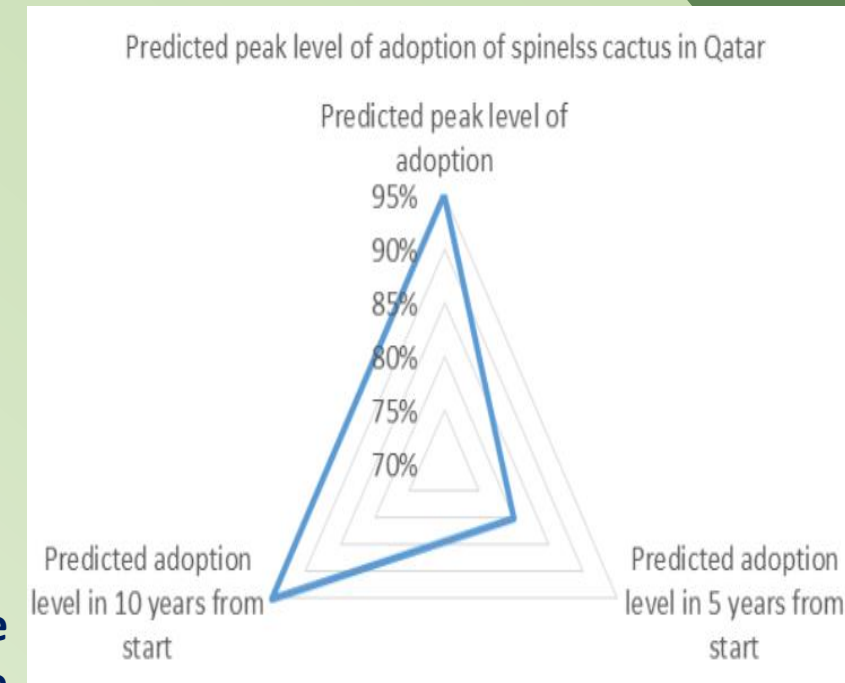 Predicted peak level of adoption of spinelss cactus in Qatar
Predicted peak level of
adoption
95%
90%
85%
80%
75%
70%
Predicted adoption
level in 10 years from
start
Predicted adoption
level in 5 years from
start